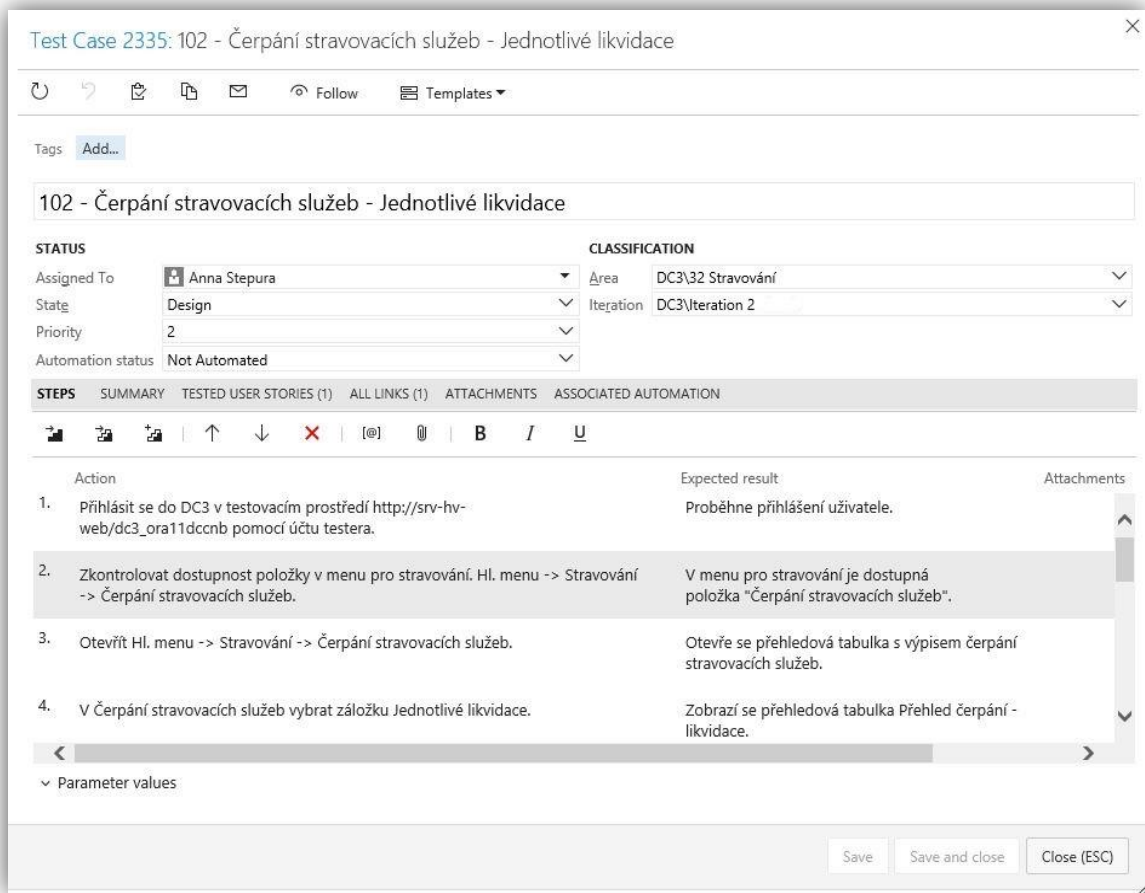 Test Case 2335: 102 - Čerpání stravovacích služeb - Jednotlivé likvidace
Follow Templates
Tags Add...
102 - Čerpání stravovacích služeb - Jednotlivé likvidace
STATUS CLASSIFICATION
Assigned To Anna Stepura Area DC3\32 Stravování
State Design Iteration DC3\Iteration 2
Priority 2
Automation status Not Automated
STEPS SUMMARY TESTED USER STORIES (1) ALL LINKS (1) ATTACHMENTS ASSOCIATED AUTOMATION
[@] B I U
Action Expected result Attachments
1. Přihlásit se do DC3 v testovacím prostředí http://srv-hv- Proběhne přihlášení uživatele.
web/dc3_ora11dccnb pomocí účtu testera.
2. Zkontrolovat dostupnost položky v menu pro stravování. Hl. menu -> Stravování V menu pro stravování je dostupná
-> Čerpání stravovacích služeb. položka "Čerpání stravovacích služeb".
3. Otevřít Hl. menu -> Stravování -> Čerpání stravovacích služeb. Otevře se přehledová tabulka s výpisem čerpání
stravovacích služeb.
4. V Čerpání stravovacích služeb vybrat záložku Jednotlivé likvidace. Zobrazí se přehledová tabulka Přehled čerpání -
likvidace.
Parameter values
Save Save and close Close (ESC)